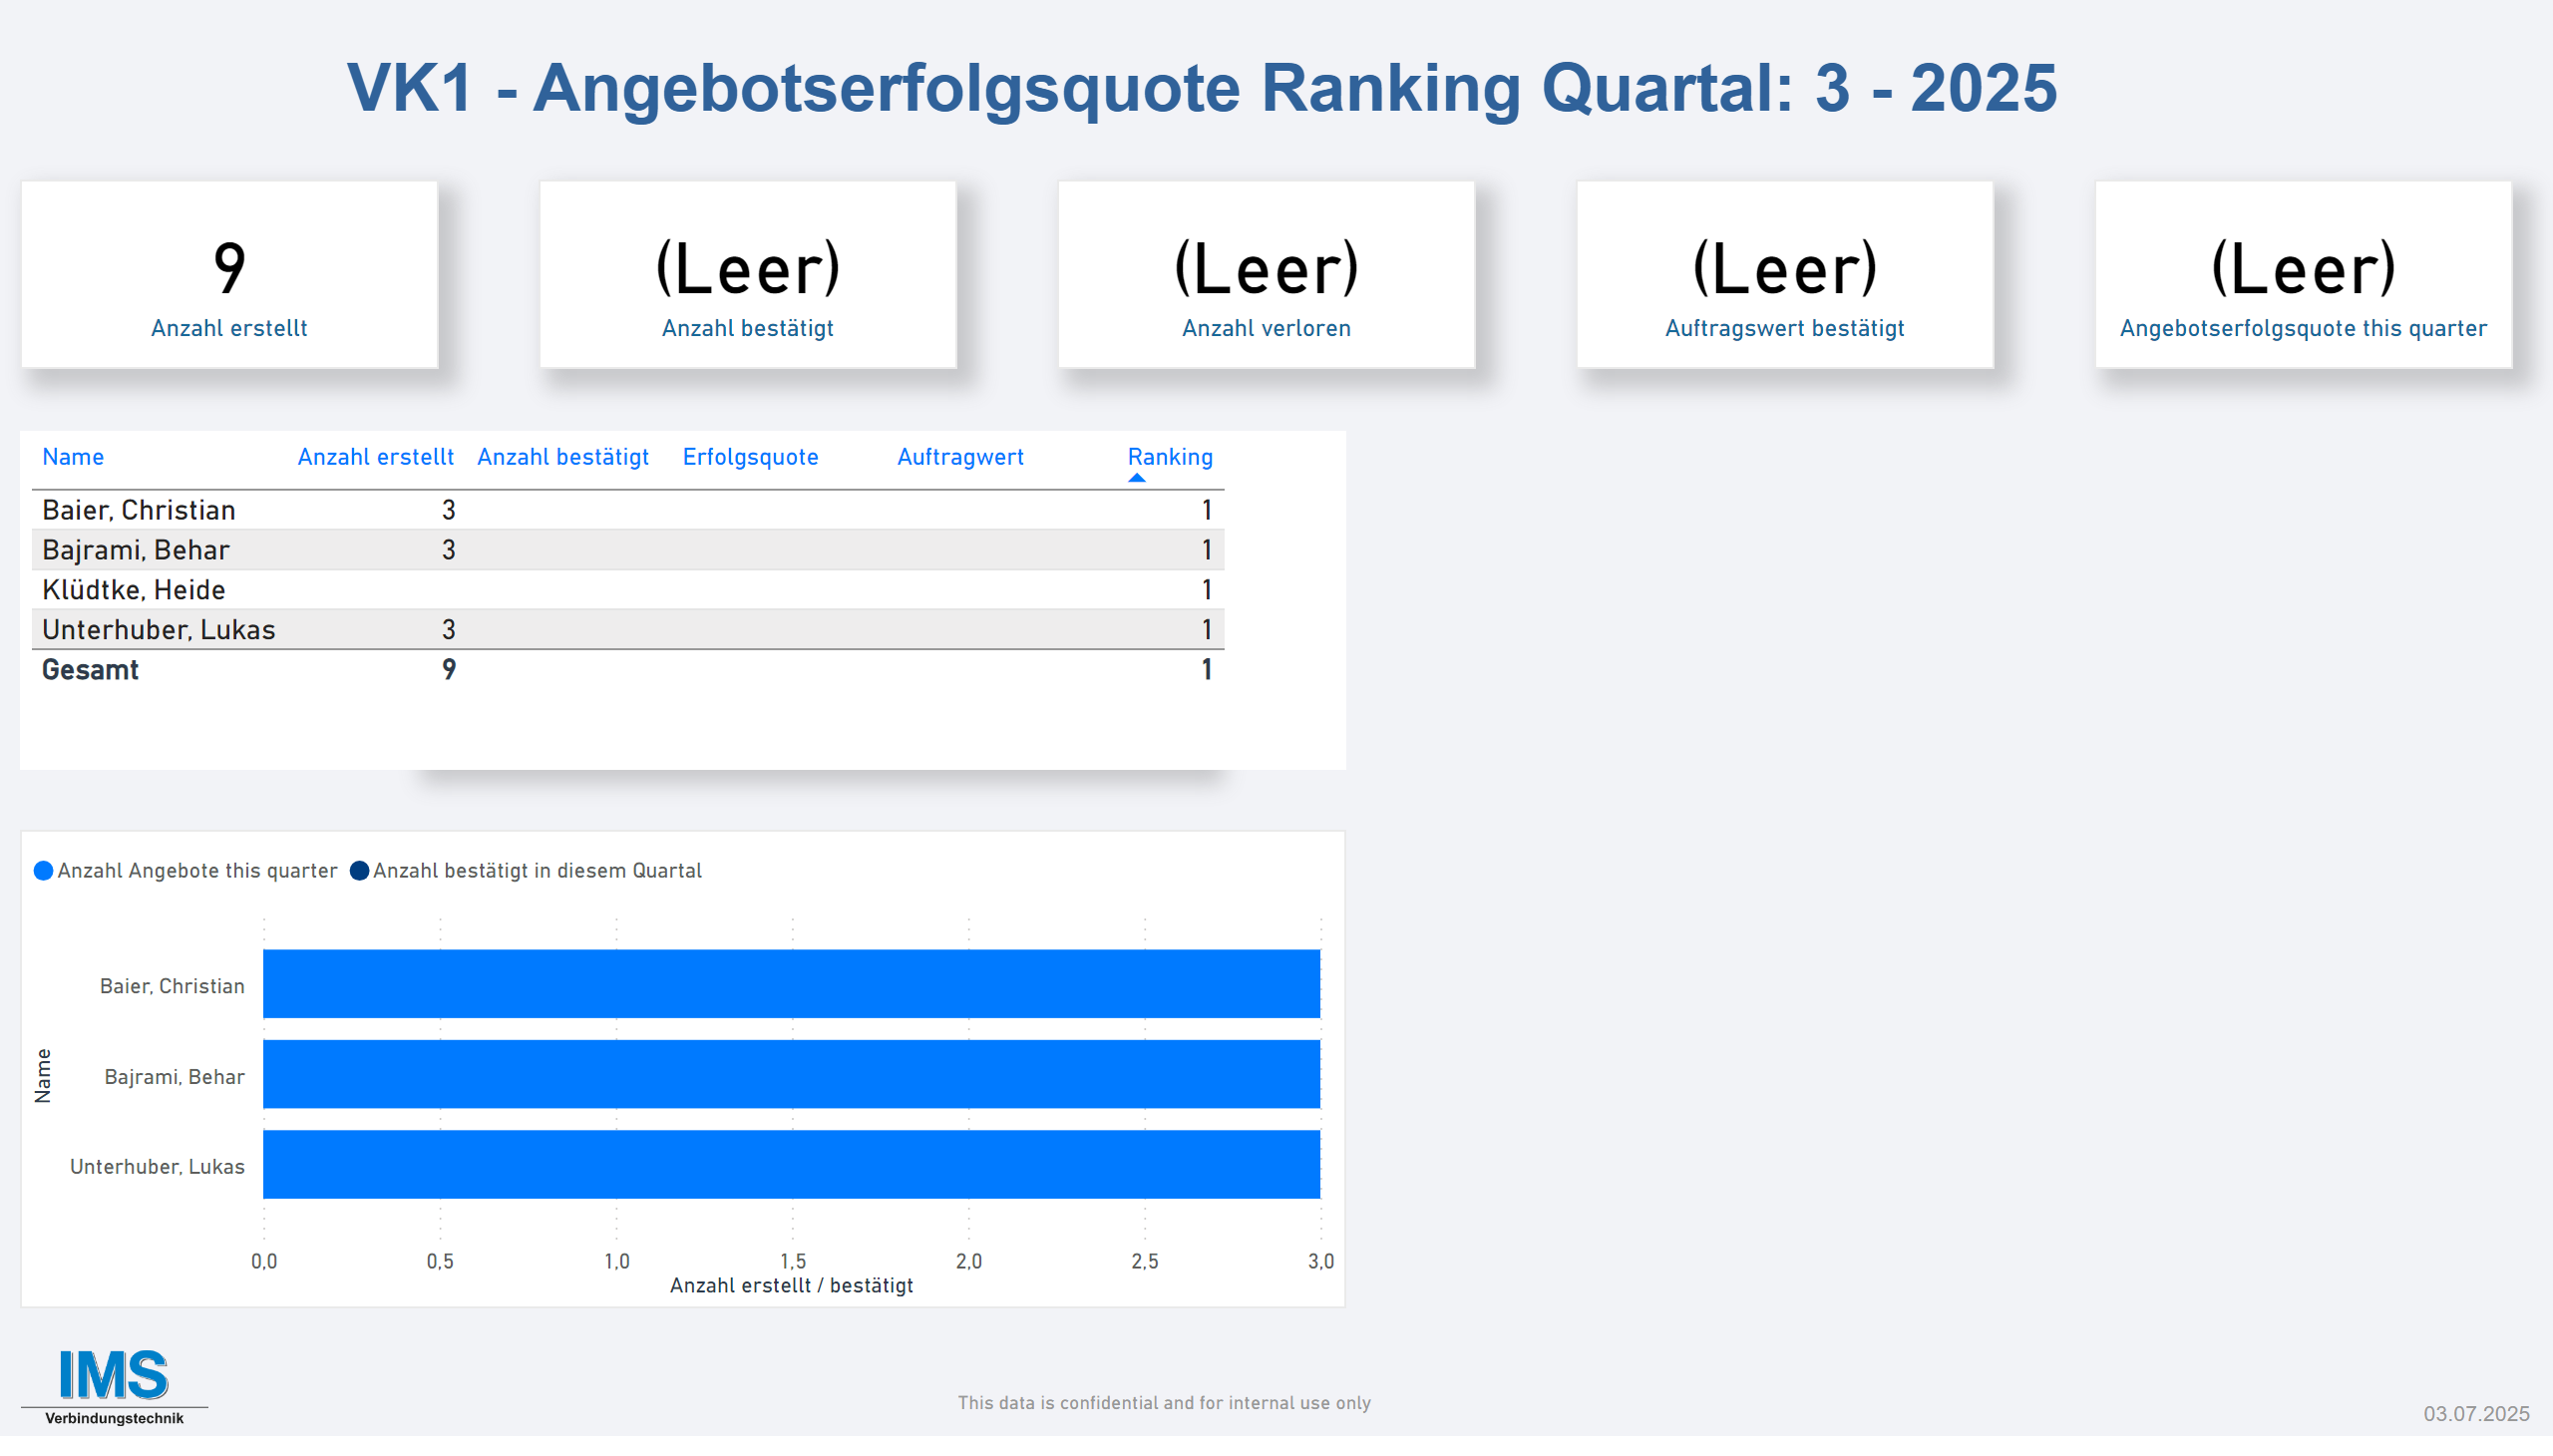 VK1 - Angebotserfolgsquote Ranking Quartal: 3 - 2025
9
Anzahl erstellt
(Leer)
Anzahl bestätigt
(Leer)
Anzahl verloren
(Leer)
Auftragswert bestätigt
(Leer)
Angebotserfolgsquote this quarter
Name Anzahl erstellt Anzahl bestätigt Erfolgsquote Auftragwert Ranking
Baier, Christian 3 1
Bajrami, Behar 3 1
Klüdtke, Heide 1
Unterhuber, Lukas 3 1
Gesamt 9 1
Anzahl Angebote this quarter Anzahl bestätigt in diesem Quartal
Name
Baier, Christian
Bajrami, Behar
Unterhuber, Lukas
0,0 0,5 1,0 1,5 2,0 2,5 3,0
Anzahl erstellt / bestätigt
IMS
Verbindungstechnik
This data is confidential and for internal use only
03.07.2025